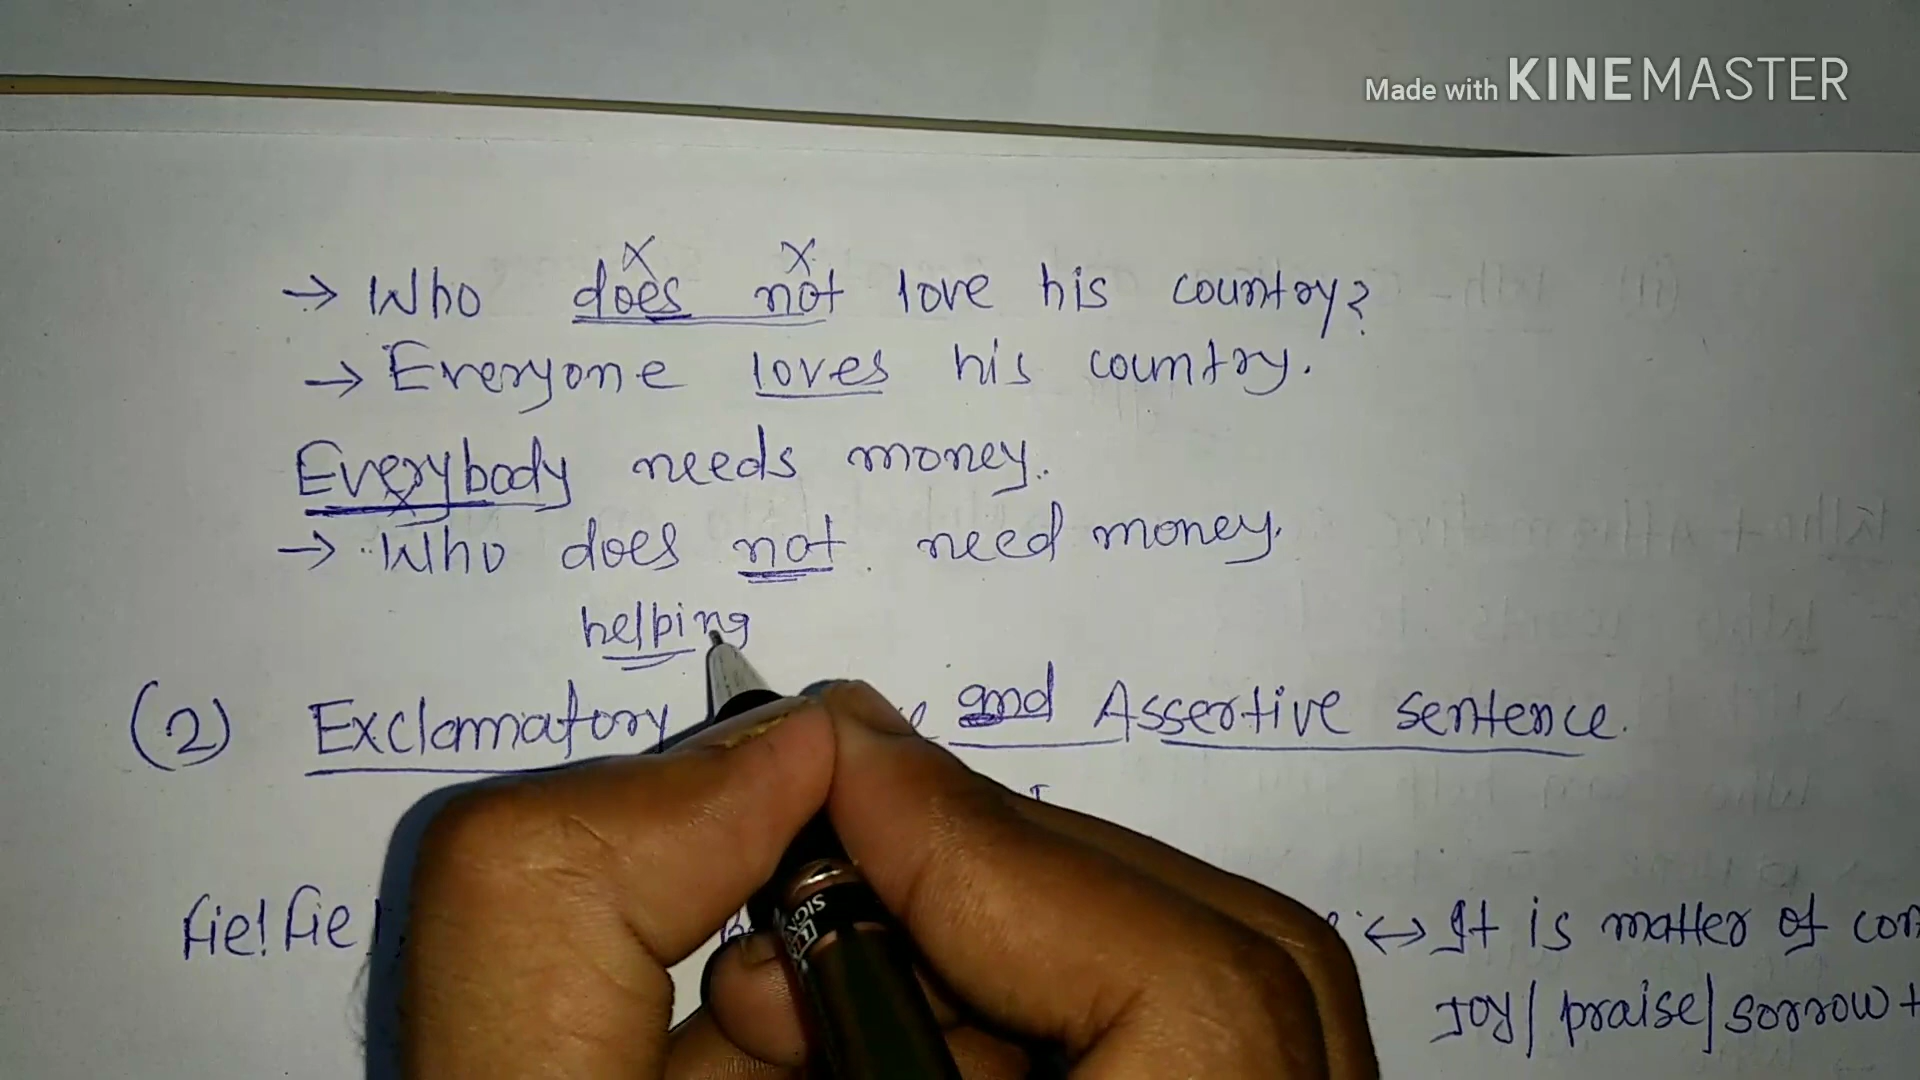 Made with KINEMASTER
x x
→ Who does not love his country?
→ Everyone loves his country.
Everybody needs money.
→ Who does not need money.
helping
(2) Exclamatory and Assertive sentence.
Fie! Fie!
↔ It is matter of
Joy / praise / sorrow +